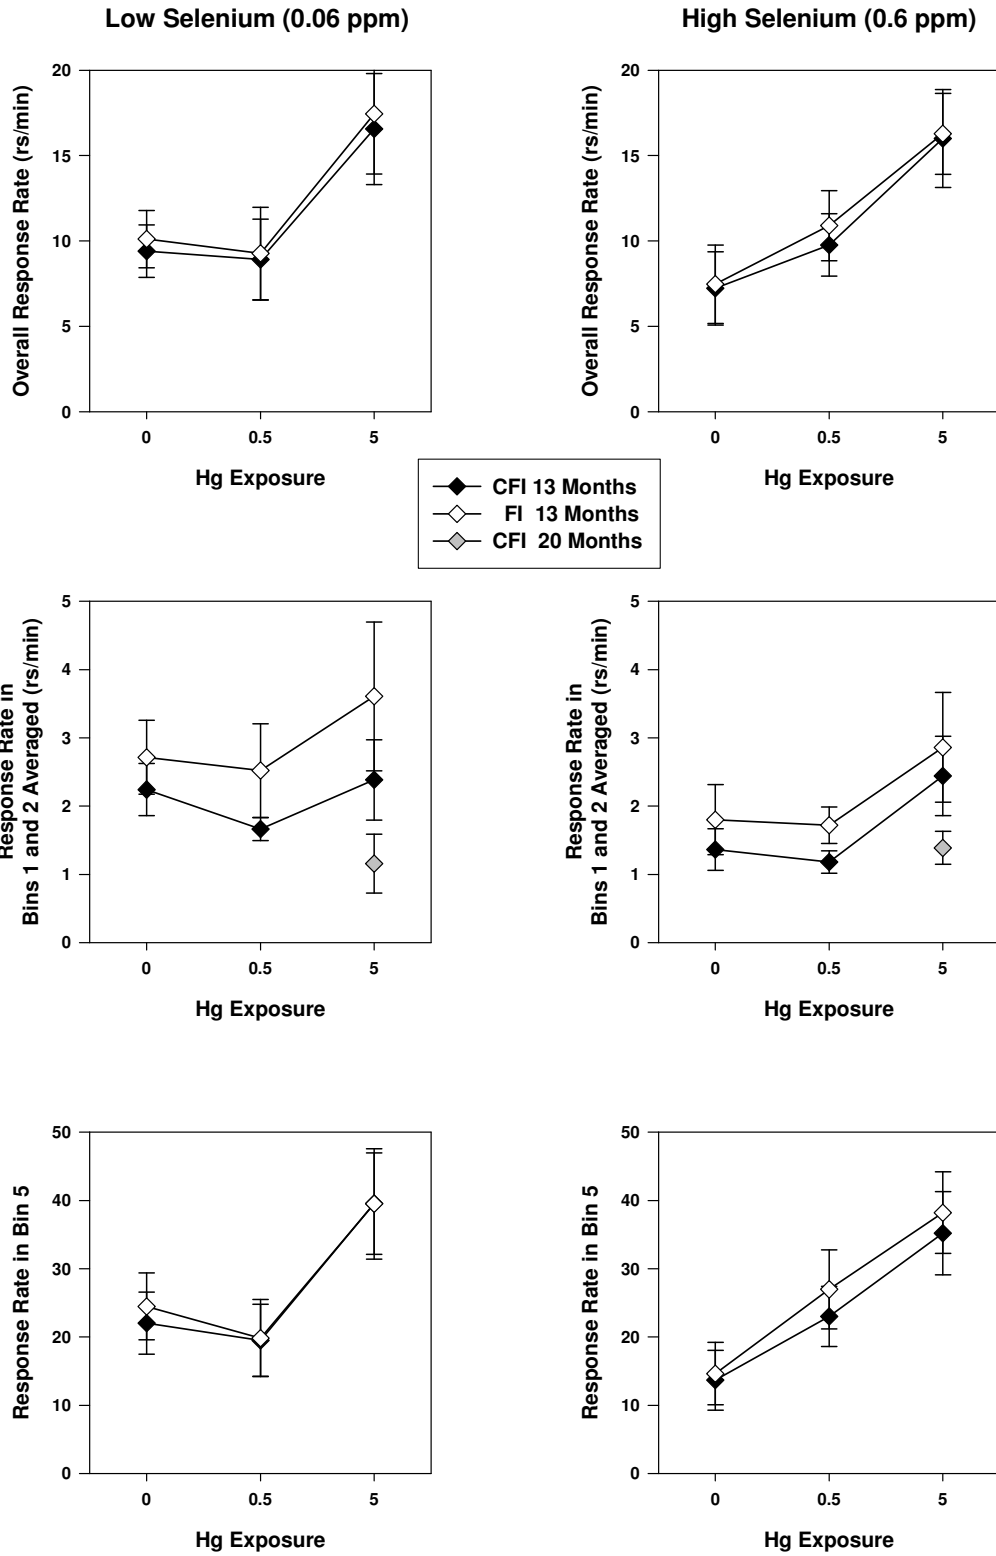 Low Selenium (0.06 ppm)
High Selenium (0.6 ppm)
Overall Response Rate (rs/min)
20
15
10
5
0
0 0.5 5
Hg Exposure
Overall Response Rate (rs/min)
20
15
10
5
0
0 0.5 5
Hg Exposure
CFI 13 Months
FI 13 Months
CFI 20 Months
Response Rate in
Bins 1 and 2 Averaged (rs/min)
5
4
3
2
1
0
0 0.5 5
Hg Exposure
Response Rate in
Bins 1 and 2 Averaged (rs/min)
5
4
3
2
1
0
0 0.5 5
Hg Exposure
Response Rate in Bin 5
50
40
30
20
10
0
0 0.5 5
Hg Exposure
Response Rate in Bin 5
50
40
30
20
10
0
0 0.5 5
Hg Exposure